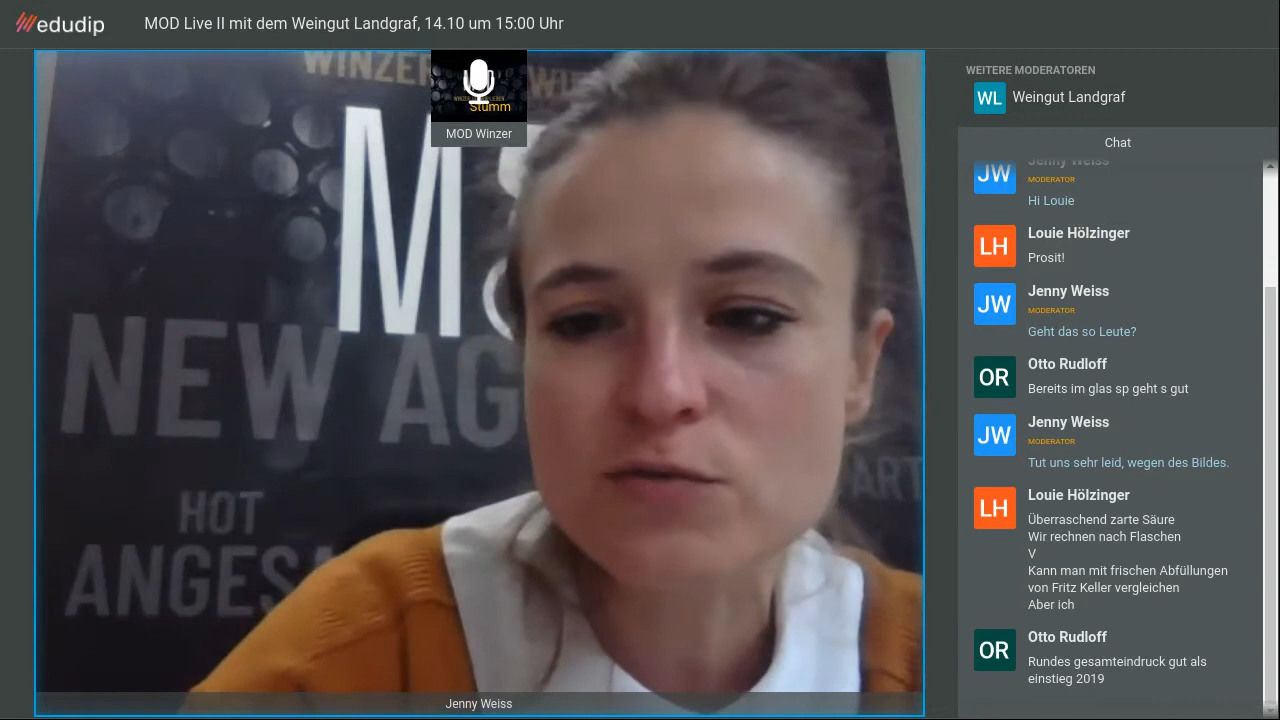 edudip
MOD Live II mit dem Weingut Landgraf, 14.10 um 15:00 Uhr
WINZER
Stumm
MOD Winzer
M
NEW AG
HOT
ANGES
ART
Jenny Weiss
WEITERE MODERATOREN
WL
Weingut Landgraf
Chat
Jenny Weiss
JW
MODERATOR
Hi Louie
Louie Hölzinger
LH
Prosit!
Jenny Weiss
JW
MODERATOR
Geht das so Leute?
Otto Rudloff
OR
Bereits im glas sp geht s gut
Jenny Weiss
JW
MODERATOR
Tut uns sehr leid, wegen des Bildes.
Louie Hölzinger
LH
Überraschend zarte Säure
Wir rechnen nach Flaschen
V
Kann man mit frischen Abfüllungen
von Fritz Keller vergleichen
Aber ich
Otto Rudloff
OR
Rundes gesamteindruck gut als
einstieg 2019